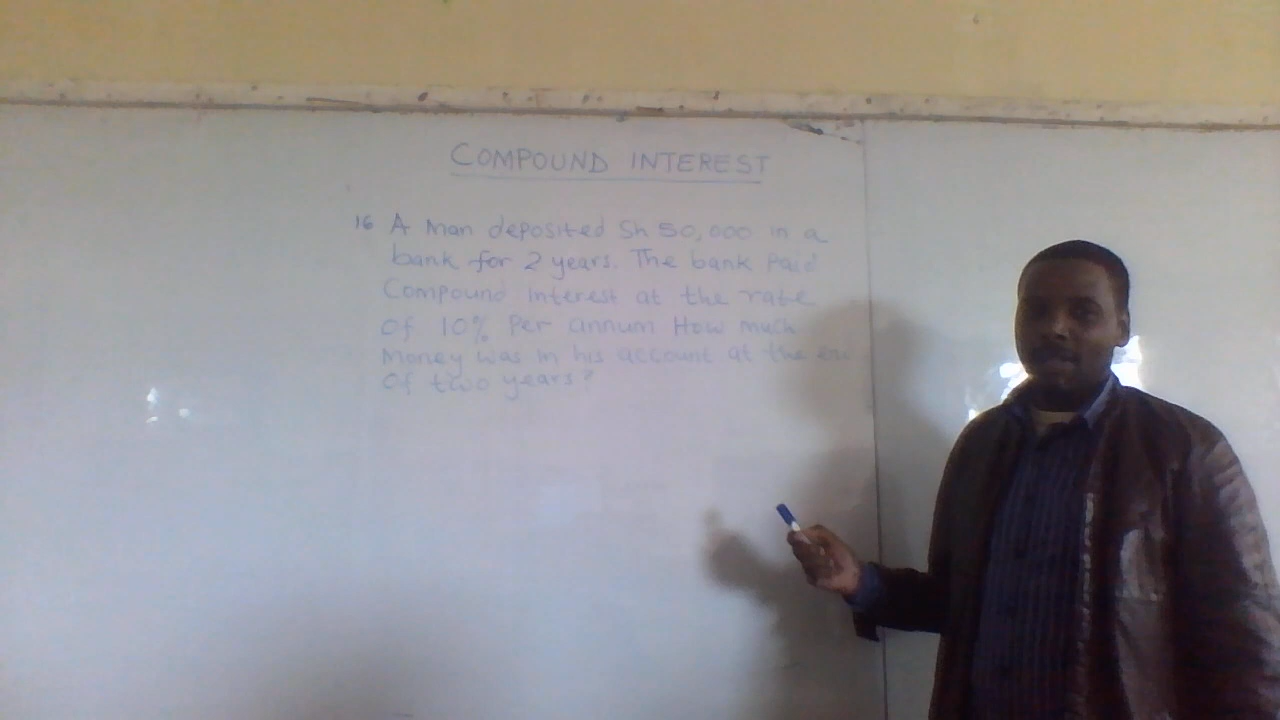 COMPOUND INTEREST
16 A man deposited Sh 50,000 in a
bank for 2 years. The bank paid
Compound interest at the rate
Of 10% Per annum How much
Money was in his account at the end
Of two years?